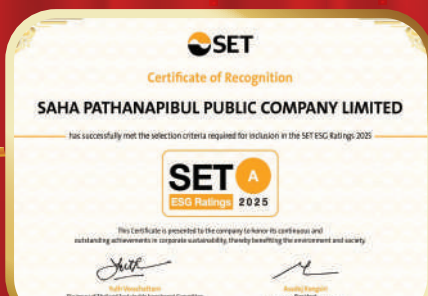 SET
Certificate of Recognition
SAHA PATHANAPIBUL PUBLIC COMPANY LIMITED
has successfully met the selection criteria required for inclusion in the SET ESG Ratings 2025
SET A
ESG Ratings 2025
This Certificate is presented to the company to honor its continuous and
outstanding achievements in corporate sustainability, thereby benefiting the environment and society.